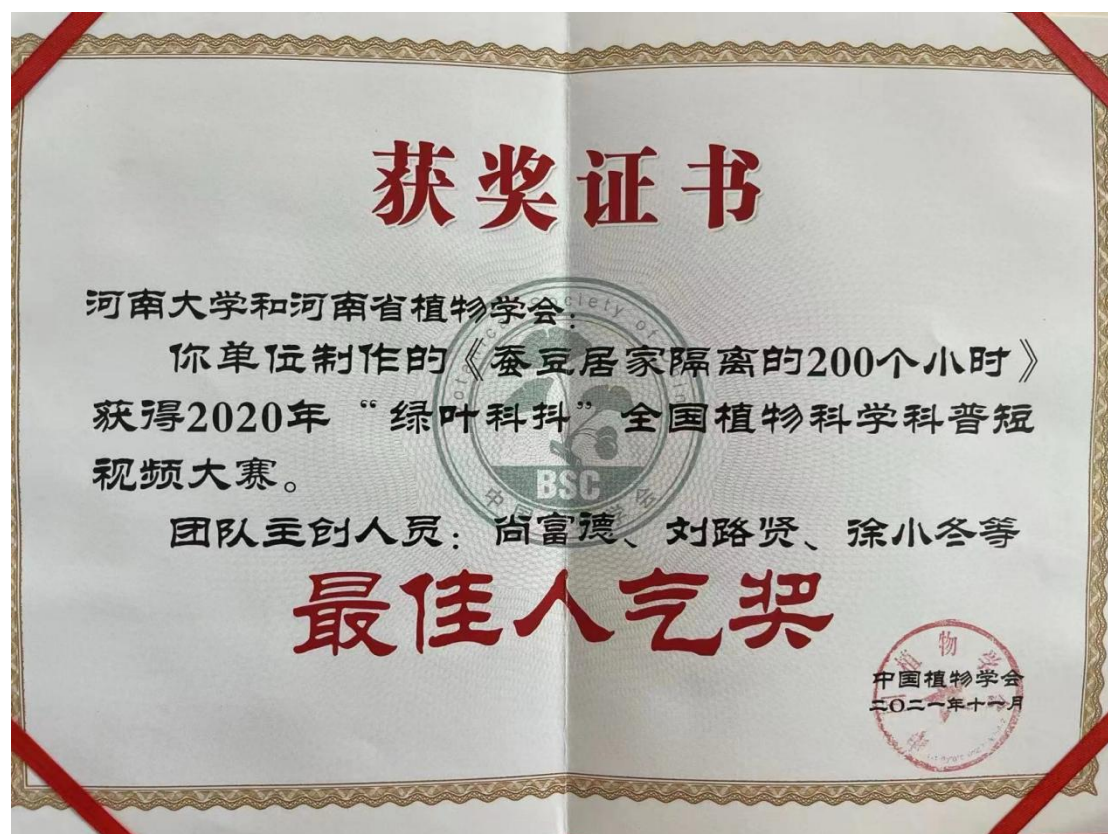 获奖证书
河南大学和河南省植物学会:
你单位制作的《蚕豆居家隔离的200个小时》
获得2020年“绿叶科抖”全国植物科学科普短
视频大赛。
团队主创人员:尚富德、刘路贤、徐小冬等
最佳人气奖
中国植物学会
二〇二一年十一月
BSC